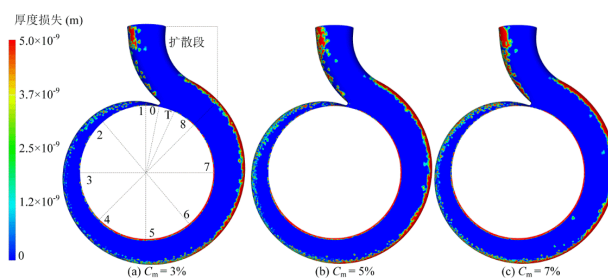 厚度损失 (m)
5.0×10⁻⁹
3.7×10⁻⁹
2.5×10⁻⁹
1.2×10⁻⁹
0
扩散段
1 0 1 8
2
3
7
4
5
6
(a) Cₘ = 3%
(b) Cₘ = 5%
(c) Cₘ = 7%